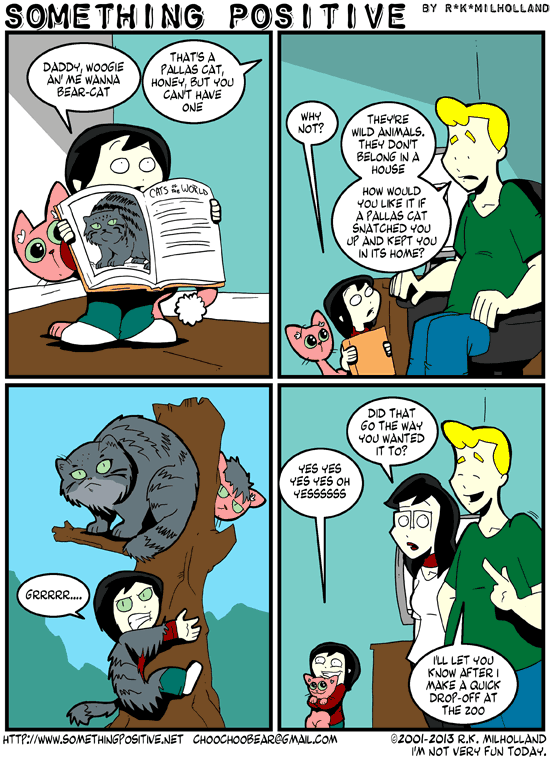 SOMETHING POSITIVE BY R*K*MILHOLLAND
DADDY, WOOGIE
AN' ME WANNA
BEAR-CAT
THAT'S A
PALLAS CAT,
HONEY, BUT YOU
CAN'T HAVE
ONE
CATS OF THE WORLD
WHY
NOT?
THEY'RE
WILD ANIMALS.
THEY DON'T
BELONG IN A
HOUSE
HOW WOULD
YOU LIKE IT IF
A PALLAS CAT
SNATCHED YOU
UP AND KEPT YOU
IN ITS HOME?
GRRRRR....
DID THAT
GO THE WAY
YOU WANTED
IT TO?
YES YES
YES YES OH
YESSSSSS
I'LL LET YOU
KNOW AFTER I
MAKE A QUICK
DROP-OFF AT
THE ZOO
HTTP://WWW.SOMETHINGPOSITIVE.NET CHOOCHOOBEAR@GMAIL.COM ©2001-2013 R.K. MILHOLLAND
I'M NOT VERY FUN TODAY.